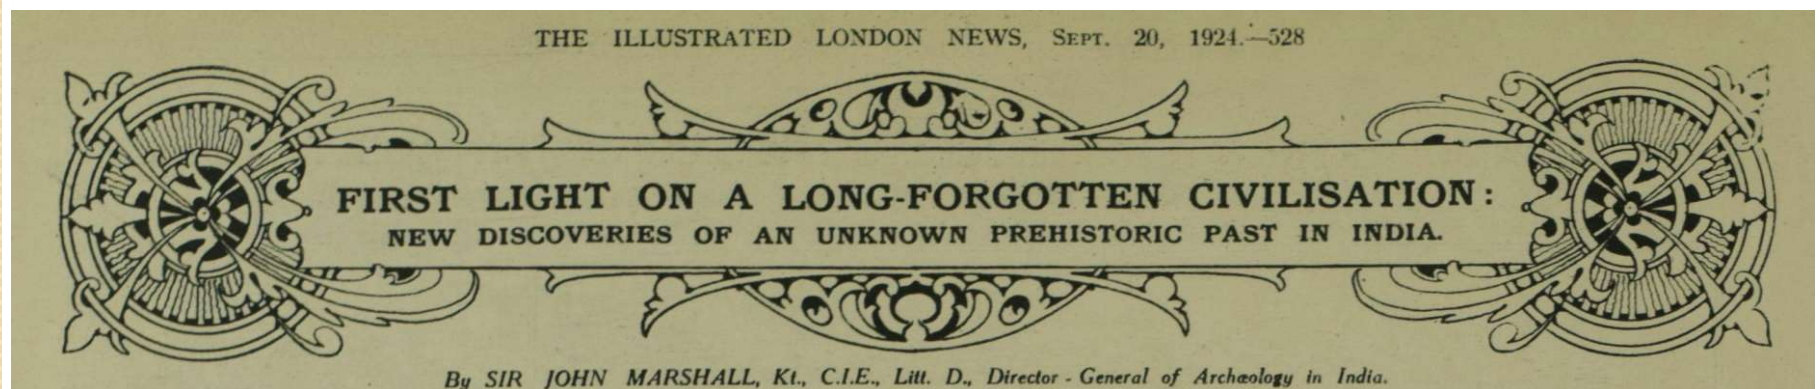 THE ILLUSTRATED LONDON NEWS, SEPT. 20, 1924.—528
FIRST LIGHT ON A LONG-FORGOTTEN CIVILISATION:
NEW DISCOVERIES OF AN UNKNOWN PREHISTORIC PAST IN INDIA.
By SIR JOHN MARSHALL, Kt., C.I.E., Litt. D., Director - General of Archæology in India.